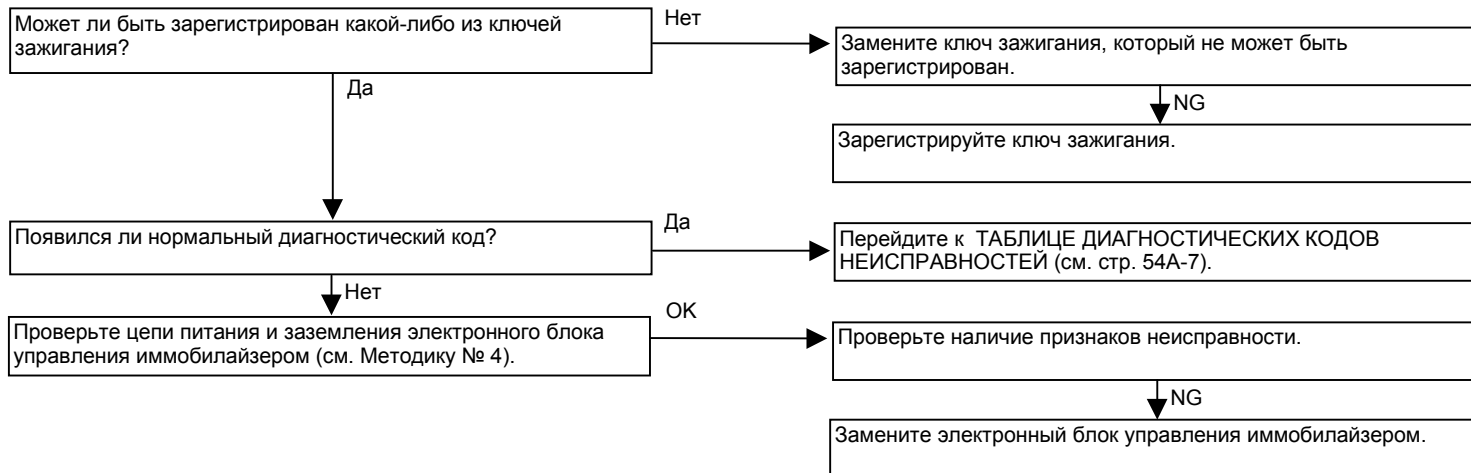 Может ли быть зарегистрирован какой-либо из ключей
зажигания?
Нет
Замените ключ зажигания, который не может быть
зарегистрирован.
Да
NG
Зарегистрируйте ключ зажигания.
Появился ли нормальный диагностический код?
Да
Перейдите к ТАБЛИЦЕ ДИАГНОСТИЧЕСКИХ КОДОВ
НЕИСПРАВНОСТЕЙ (см. стр. 54A-7).
Нет
Проверьте цепи питания и заземления электронного блока
управления иммобилайзером (см. Методику № 4).
OK
Проверьте наличие признаков неисправности.
NG
Замените электронный блок управления иммобилайзером.